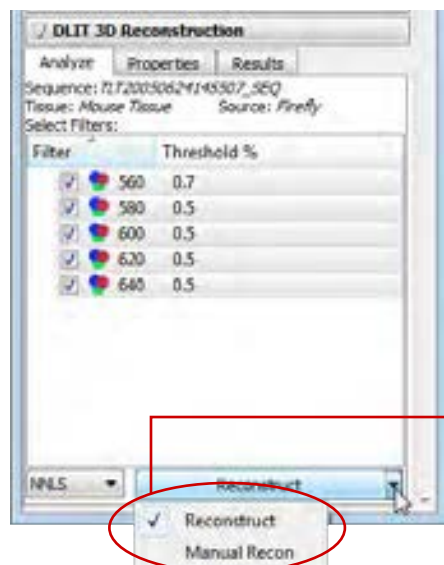 DLIT 3D Reconstruction
Analyze Properties Results
Sequence: TLT20050624145507_SEQ
Tissue: Mouse Tissue Source: Firefly
Select Filters:
Filter Threshold %
560 0.7
580 0.5
600 0.5
620 0.5
640 0.5
NNLS Reconstruct
Reconstruct
Manual Recon